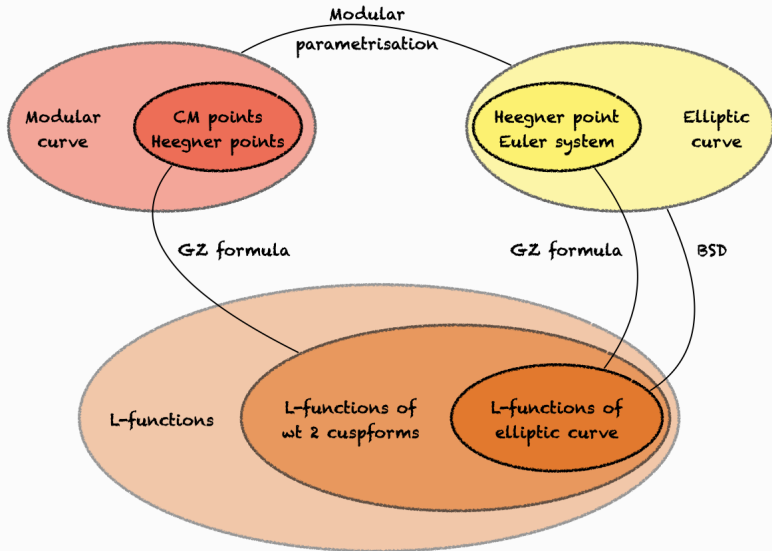 Modular
parametrisation
Modular
curve
CM points
Heegner points
Heegner point
Euler system
Elliptic
curve
GZ formula
GZ formula
BSD
L-functions
L-functions of
wt 2 cuspforms
L-functions of
elliptic curve